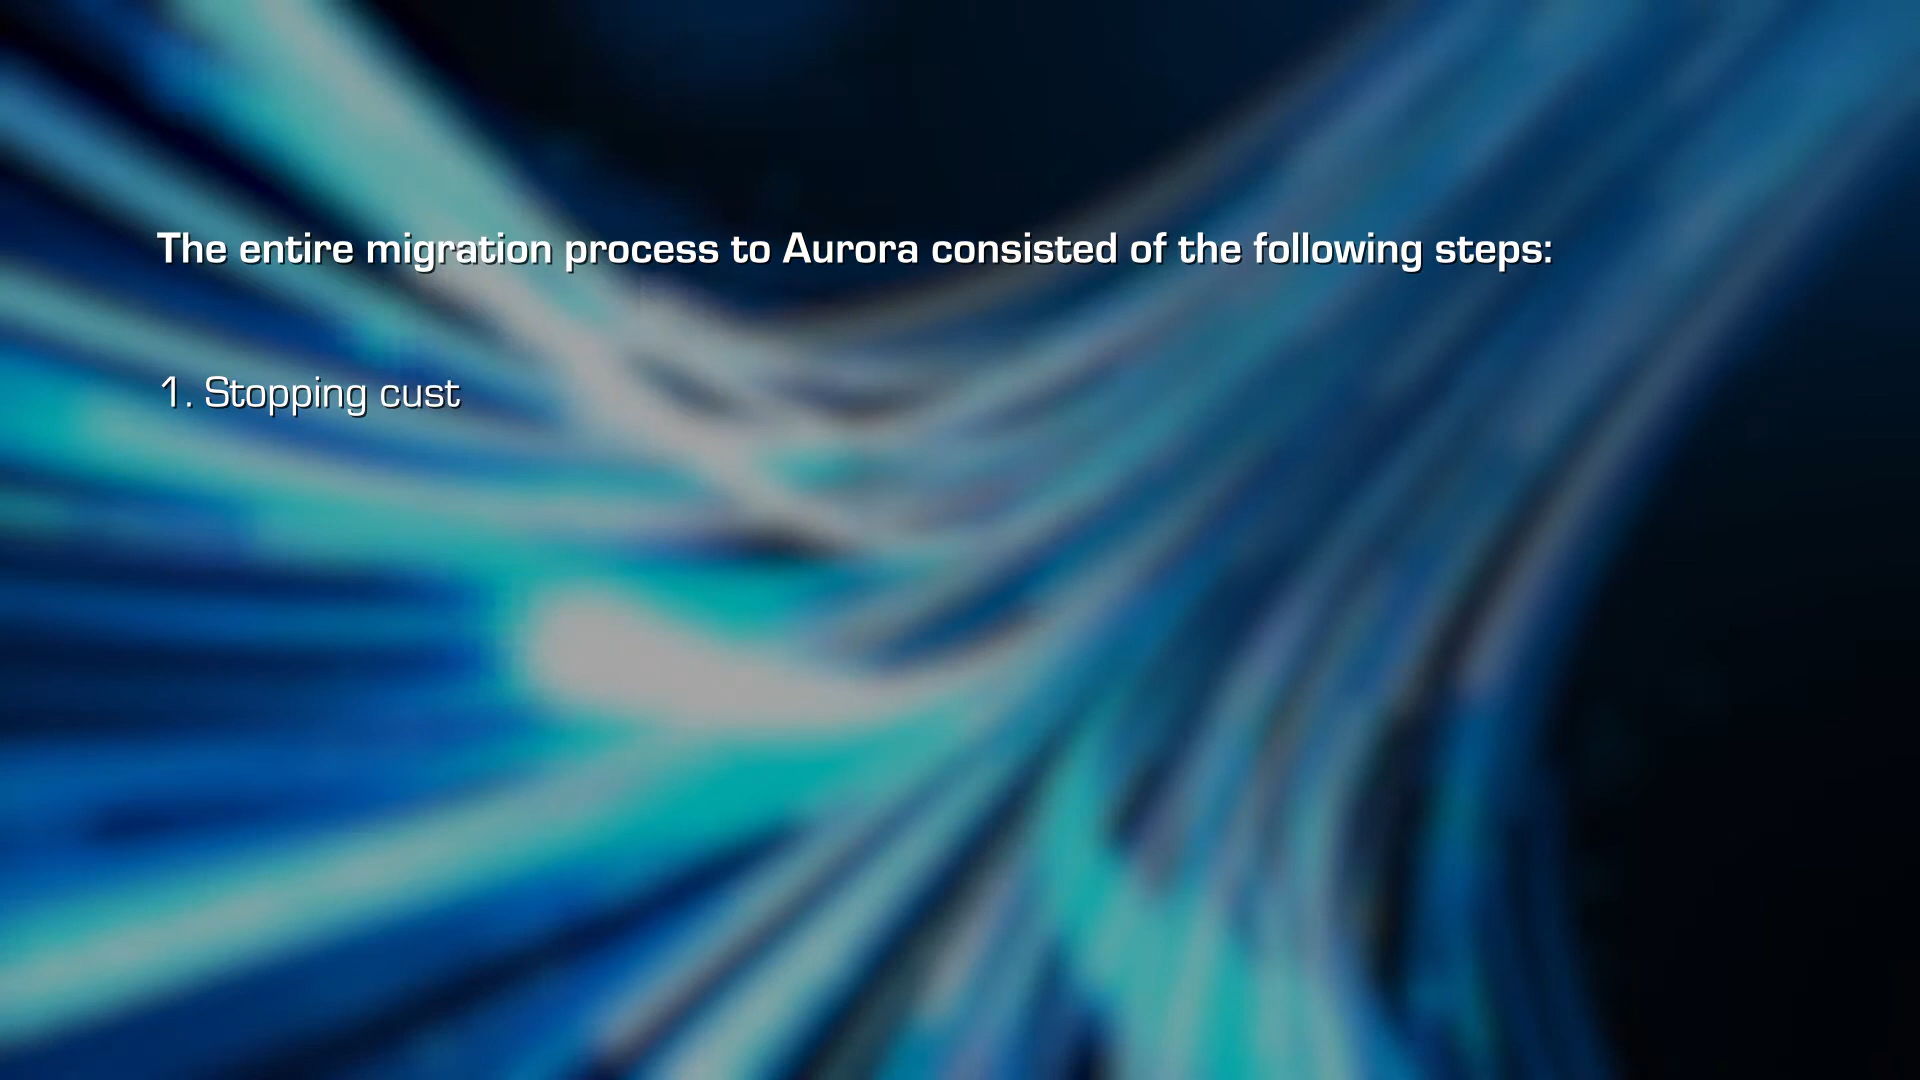 The entire migration process to Aurora consisted of the following steps:
1. Stopping cust